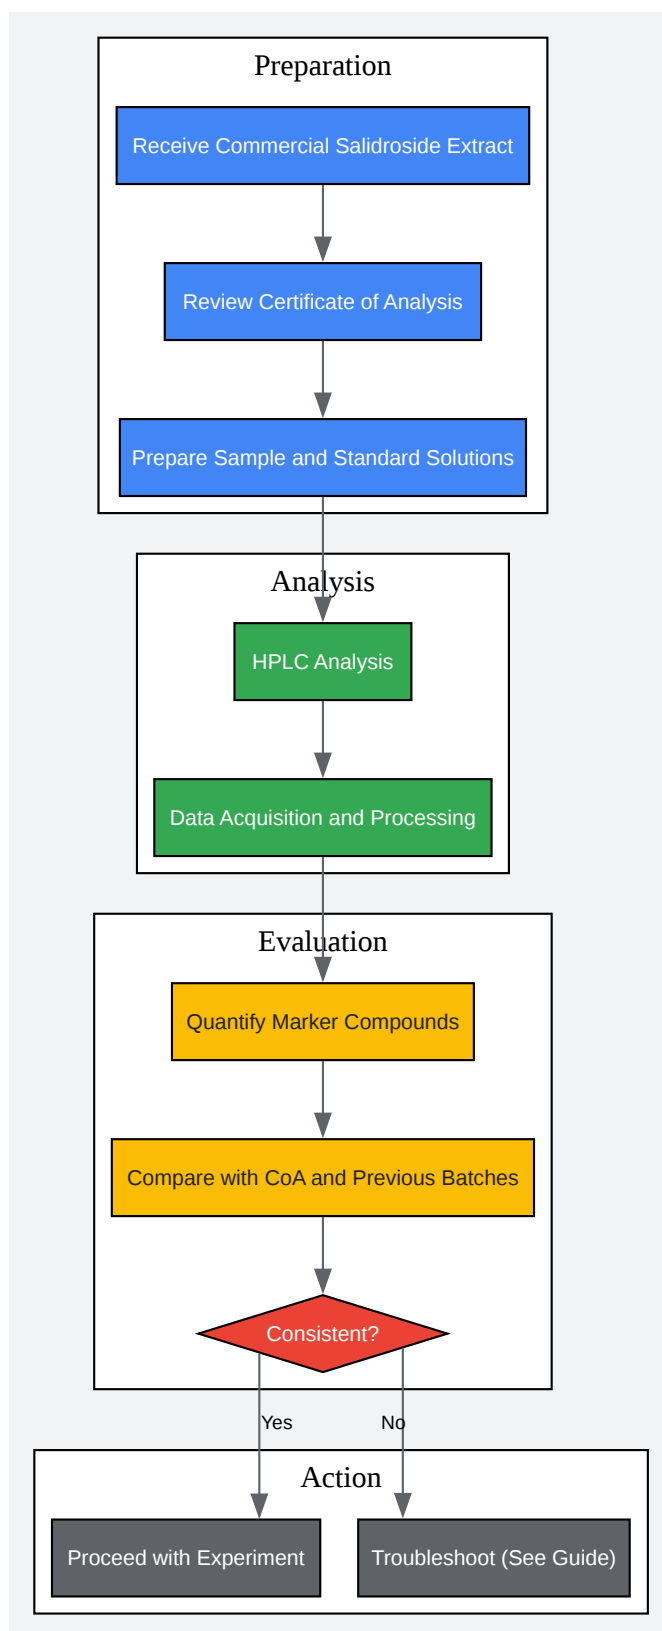 Preparation
Receive Commercial Salidroside Extract
Review Certificate of Analysis
Prepare Sample and Standard Solutions
Analysis
HPLC Analysis
Data Acquisition and Processing
Evaluation
Quantify Marker Compounds
Compare with CoA and Previous Batches
Consistent?
Yes
No
Action
Proceed with Experiment
Troubleshoot (See Guide)